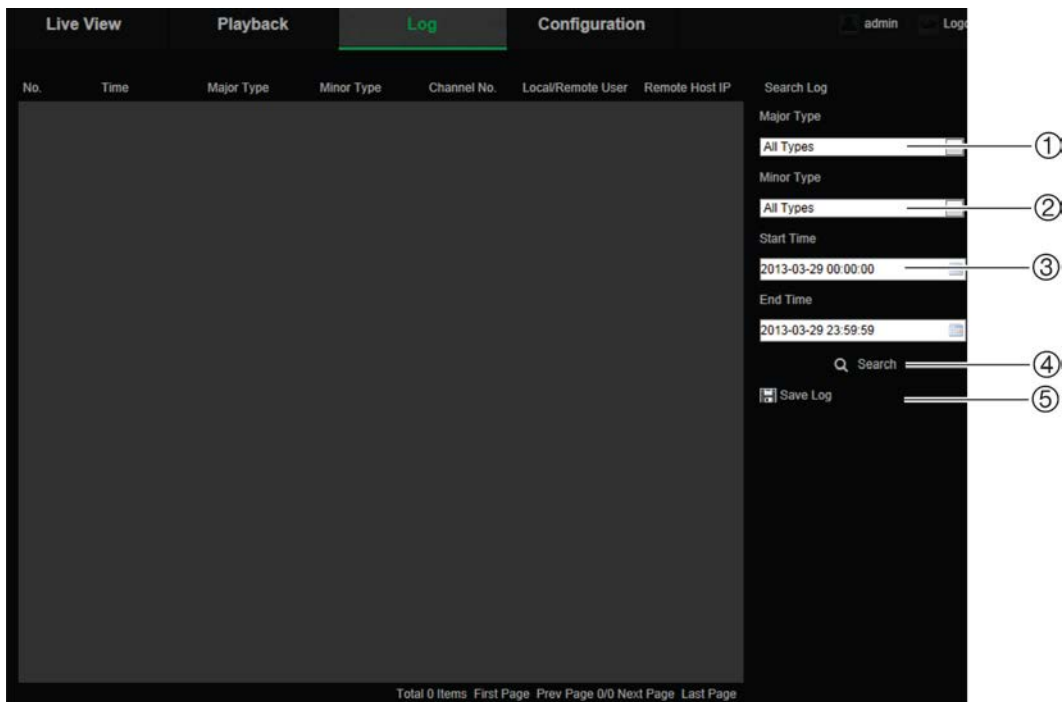 Live View Playback Log Configuration admin Logo
No. Time Major Type Minor Type Channel No. Local/Remote User Remote Host IP Search Log
Major Type
All Types ①
Minor Type
All Types ②
Start Time
2013-03-29 00:00:00 ③
End Time
2013-03-29 23:59:59
Search ④
Save Log ⑤
Total 0 Items First Page Prev Page 0/0 Next Page Last Page